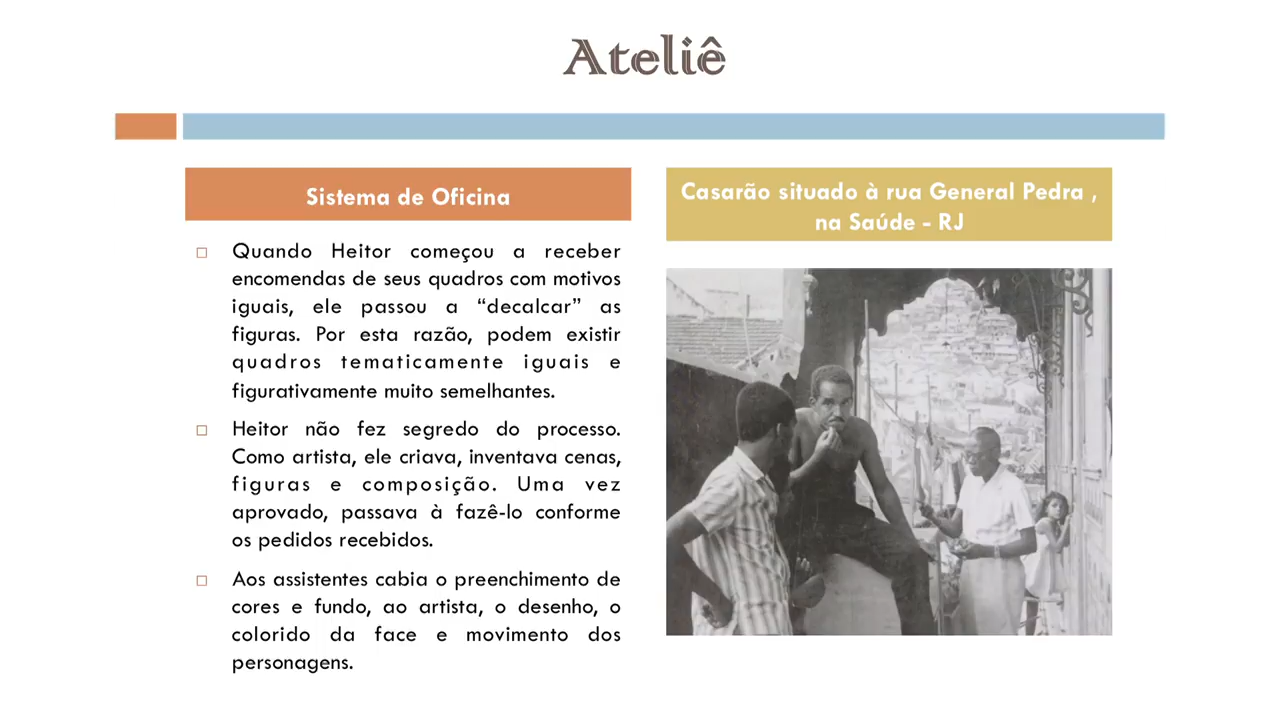 Ateliê
Sistema de Oficina
Quando Heitor começou a receber
encomendas de seus quadros com motivos
iguais, ele passou a “decalcar” as
figuras. Por esta razão, podem existir
quadros tematicamente iguais e
figurativamente muito semelhantes.
Heitor não fez segredo do processo.
Como artista, ele criava, inventava cenas,
figuras e composição. Uma vez
aprovado, passava à fazê-lo conforme
os pedidos recebidos.
Aos assistentes cabia o preenchimento de
cores e fundo, ao artista, o desenho, o
colorido da face e movimento dos
personagens.
Casarão situado à rua General Pedra ,
na Saúde - RJ